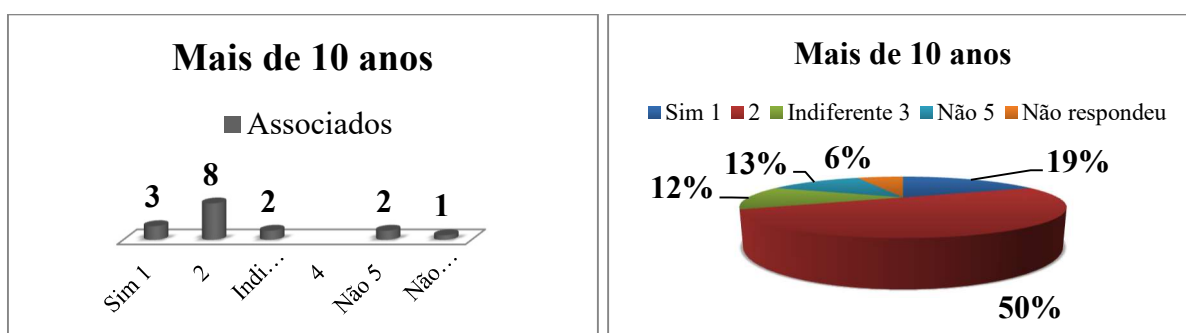 Mais de 10 anos
Associados
3
8
2
2
1
Sim 1
2
Indi...
4
Não 5
Não...
Mais de 10 anos
Sim 1 2 Indiferente 3 Não 5 Não respondeu
13%
6%
19%
12%
50%